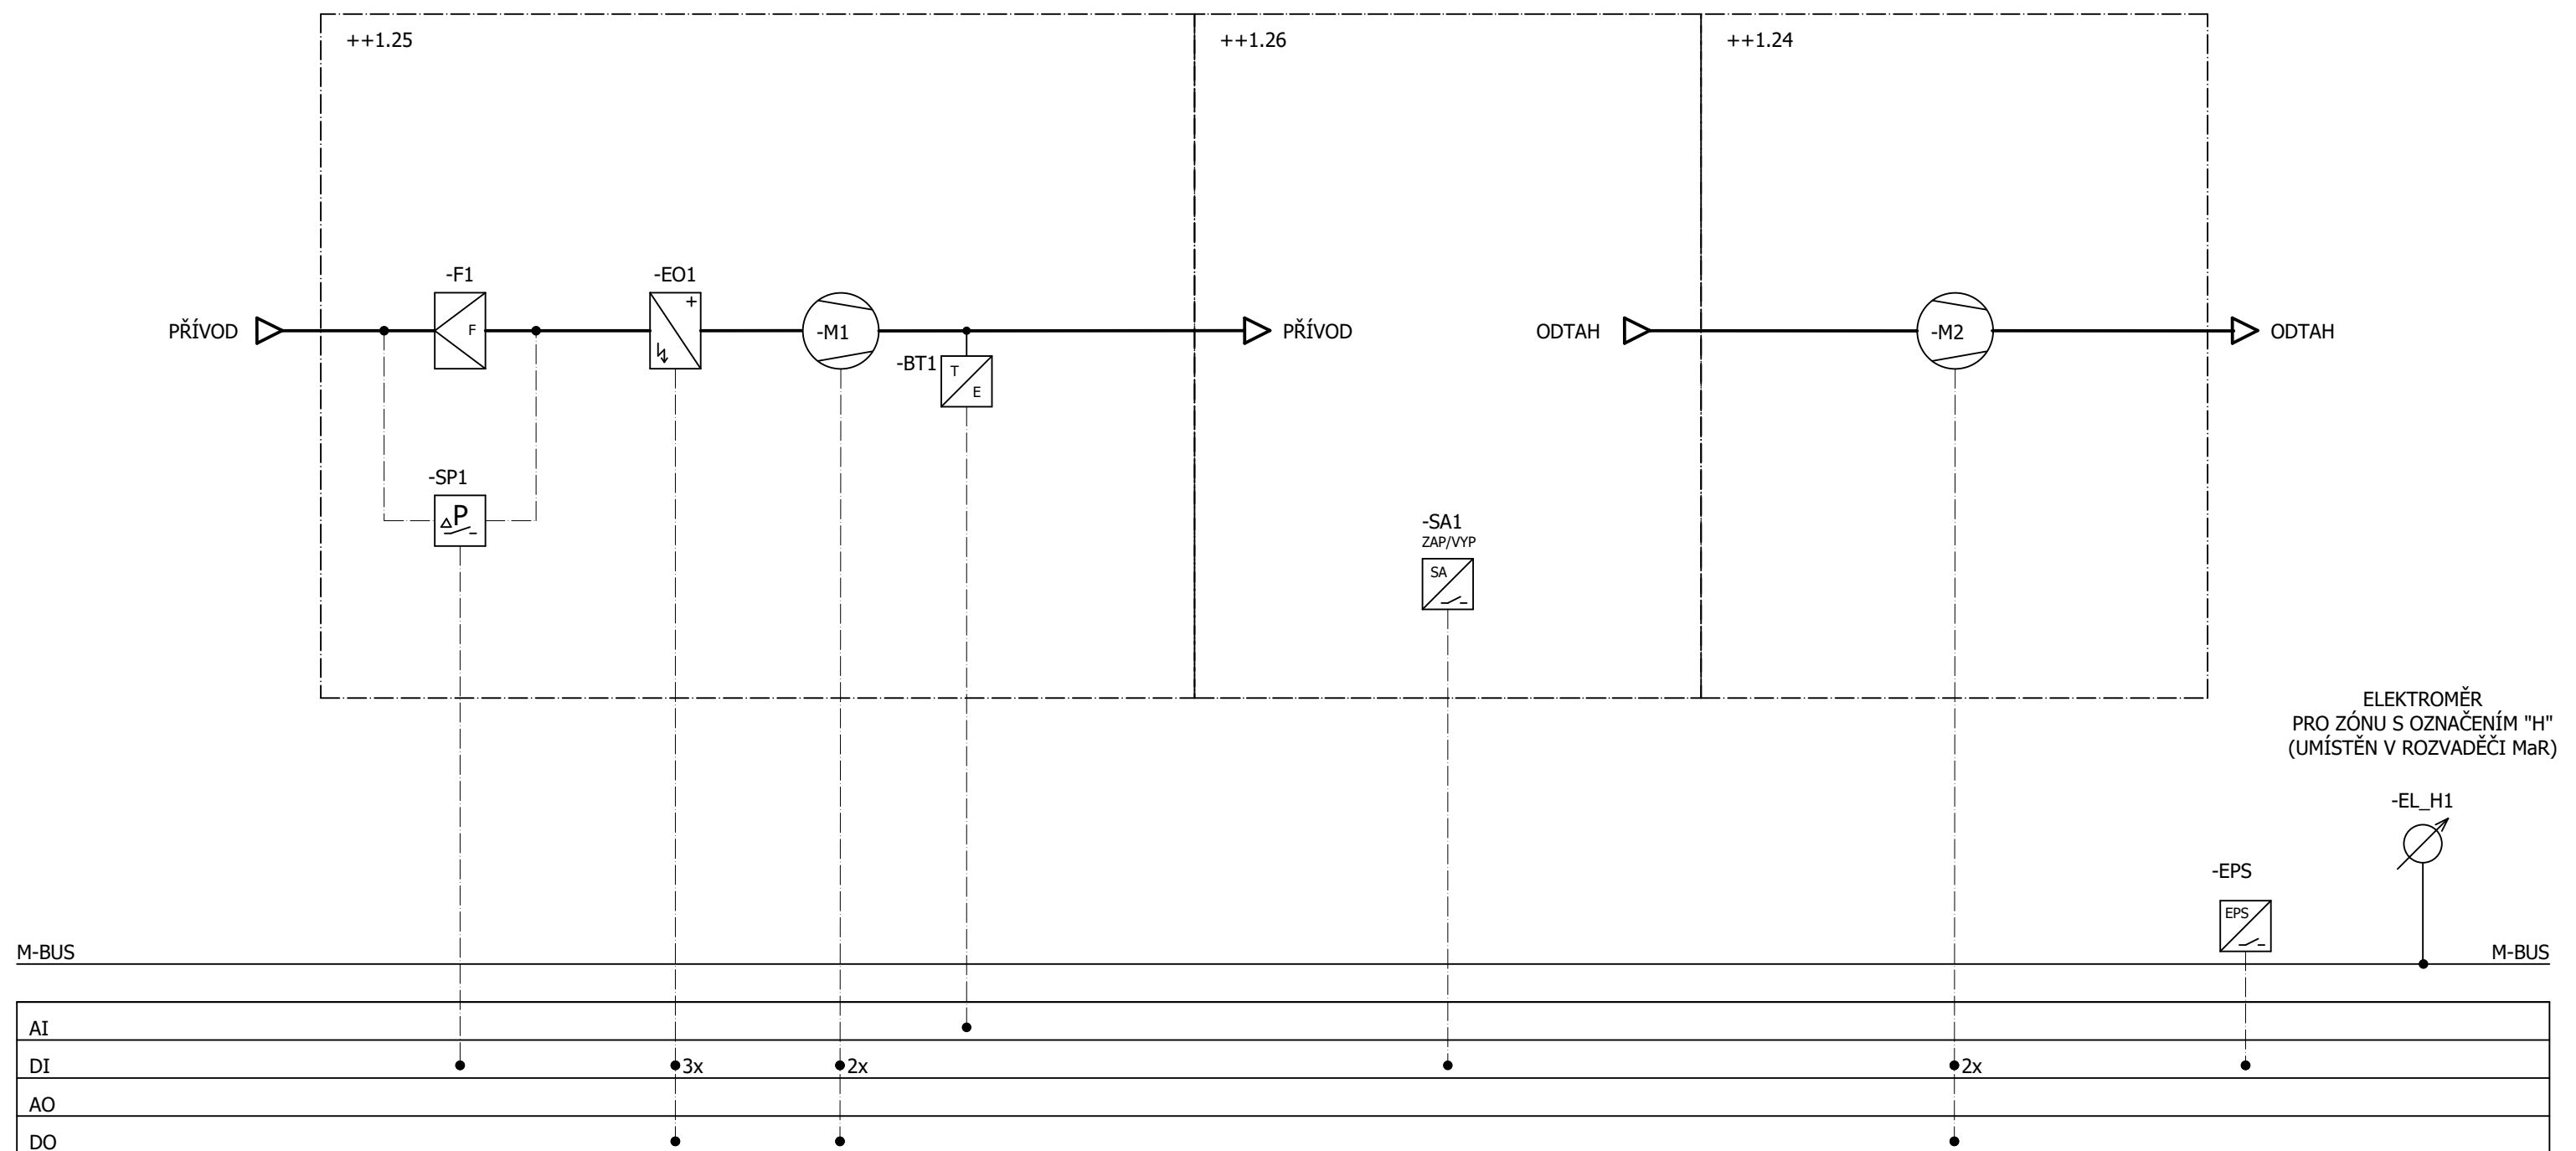 ++1.25
++1.26
++1.24
-F1
-EO1
PŘÍVOD
F
+
-M1
-BT1
T
E
PŘÍVOD
ODTAH
-M2
ODTAH
-SP1
△P
-SA1
ZAP/VYP
SA
ELEKTROMĚR
PRO ZÓNU S OZNAČENÍM "H"
(UMÍSTĚN V ROZVADĚČI MaR)
-EL_H1
-EPS
EPS
M-BUS
M-BUS
AI
DI
3x
2x
2x
AO
DO